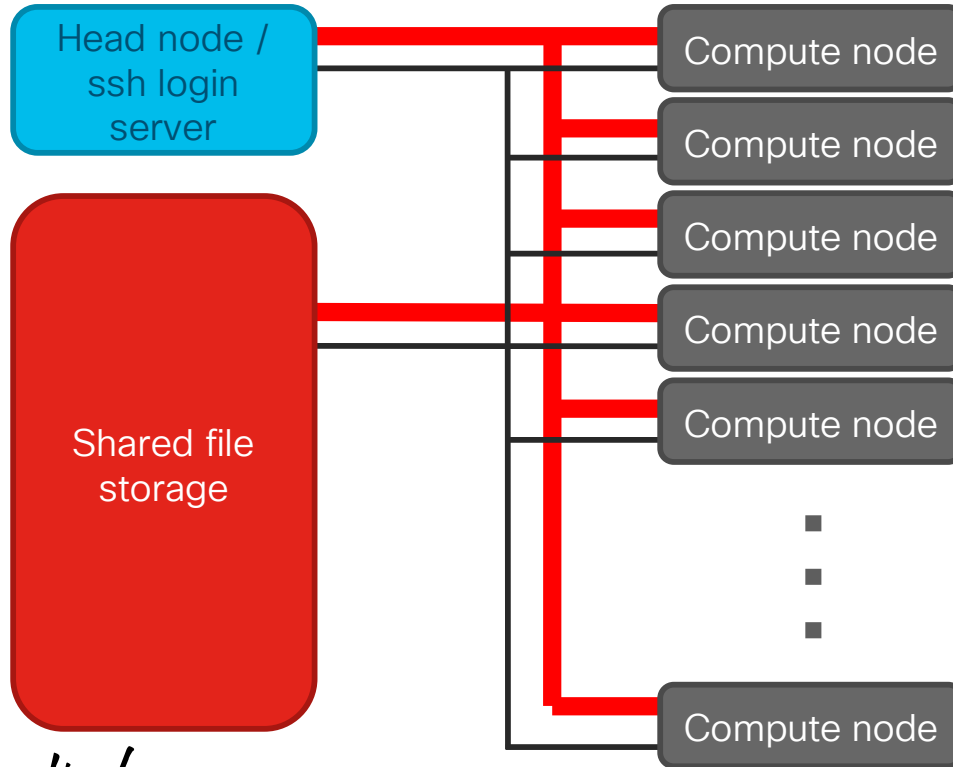 Head node /
ssh login
server
Compute node
Compute node
Compute node
Shared file
storage
Compute node
Compute node
Compute node